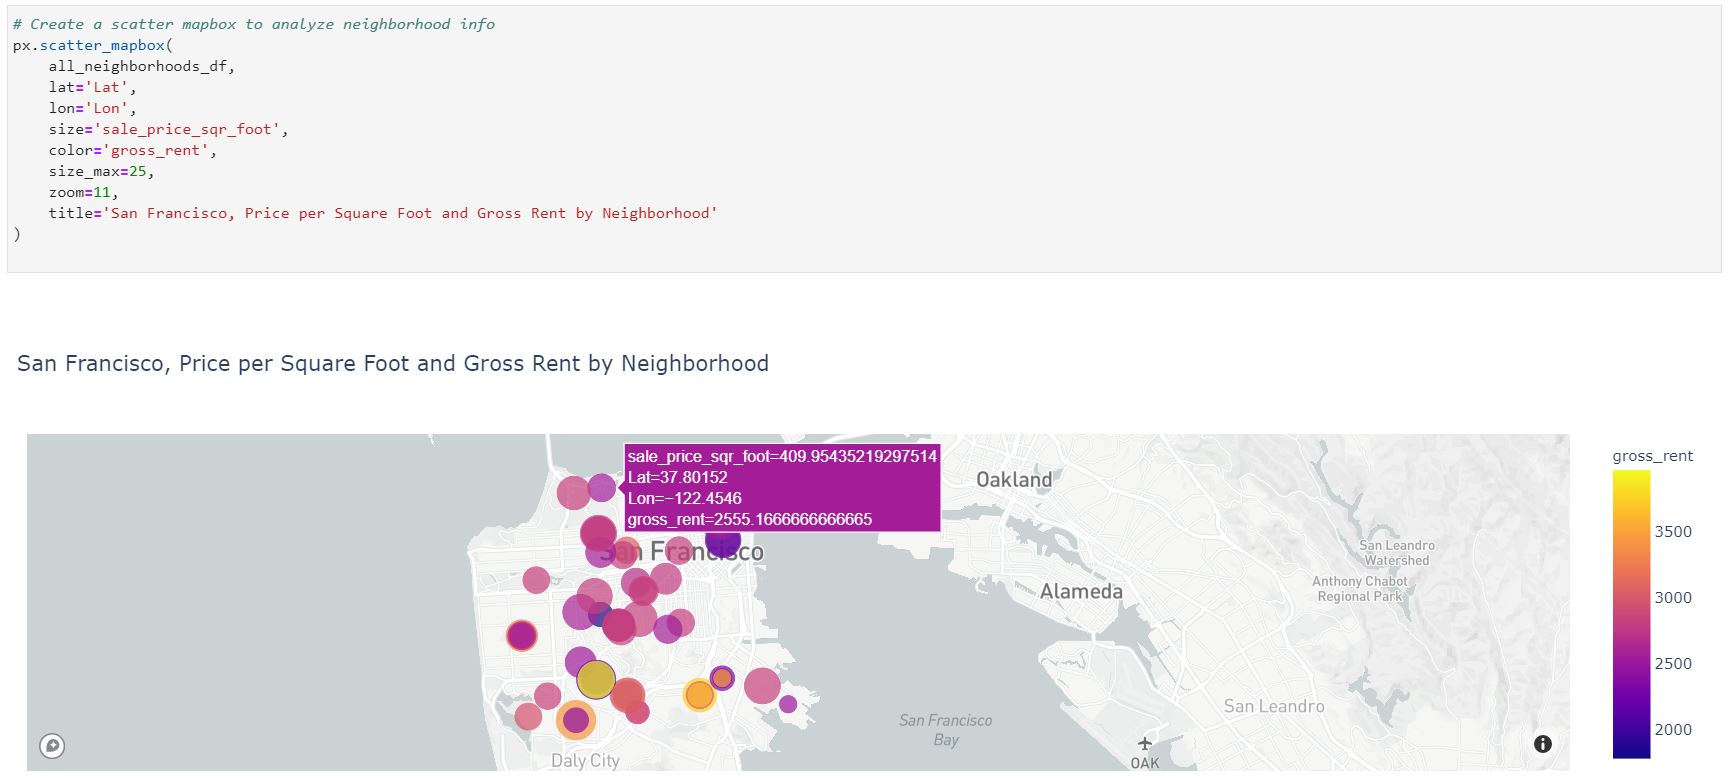 # Create a scatter mapbox to analyze neighborhood info
px.scatter_mapbox(
    all_neighborhoods_df,
    lat='Lat',
    lon='Lon',
    size='sale_price_sqr_foot',
    color='gross_rent',
    size_max=25,
    zoom=11,
    title='San Francisco, Price per Square Foot and Gross Rent by Neighborhood'
)
San Francisco, Price per Square Foot and Gross Rent by Neighborhood
sale_price_sqr_foot=409.95435219297514
Lat=37.80152
Lon=−122.4546
gross_rent=2555.1666666666665
Oakland
San Francisco
San Leandro
Watershed
Anthony Chabot
Regional Park
Alameda
San Leandro
San Francisco
Bay
OAK
Daly City
gross_rent
3500
3000
2500
2000